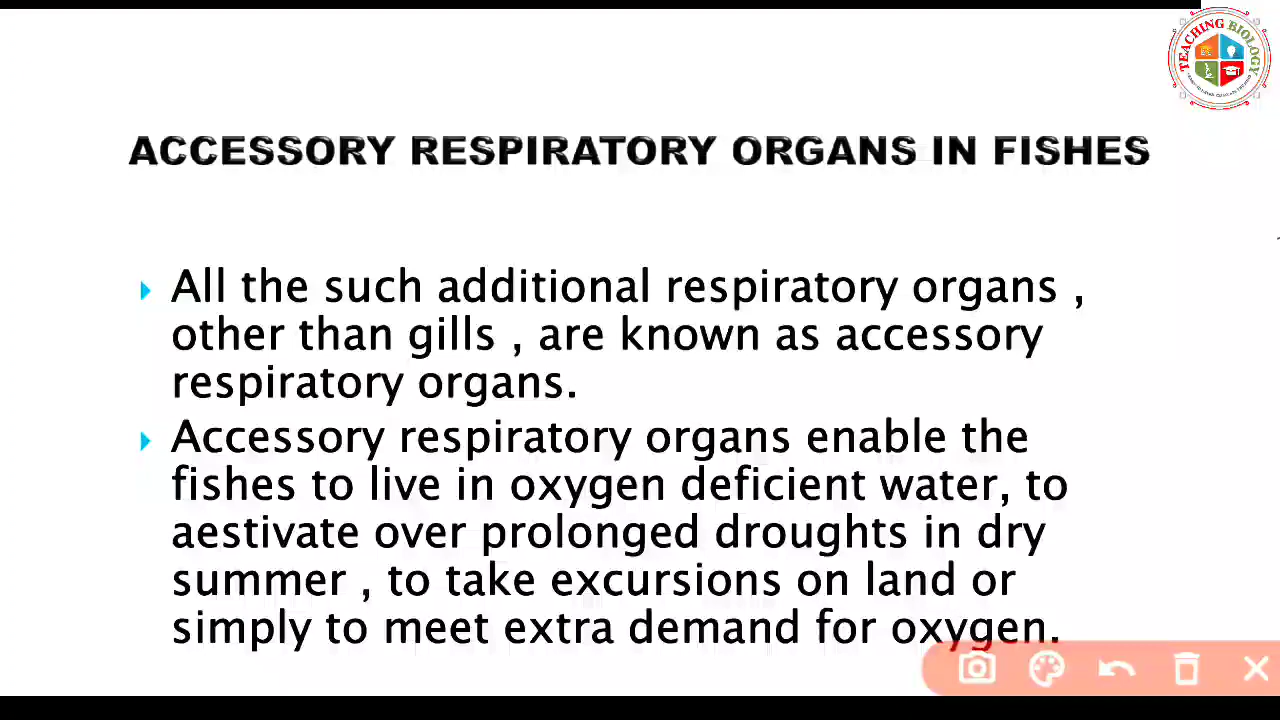 TEACHING BIOLOGY
ACCESSORY RESPIRATORY ORGANS IN FISHES
All the such additional respiratory organs ,
other than gills , are known as accessory
respiratory organs.
Accessory respiratory organs enable the
fishes to live in oxygen deficient water, to
aestivate over prolonged droughts in dry
summer , to take excursions on land or
simply to meet extra demand for oxygen.